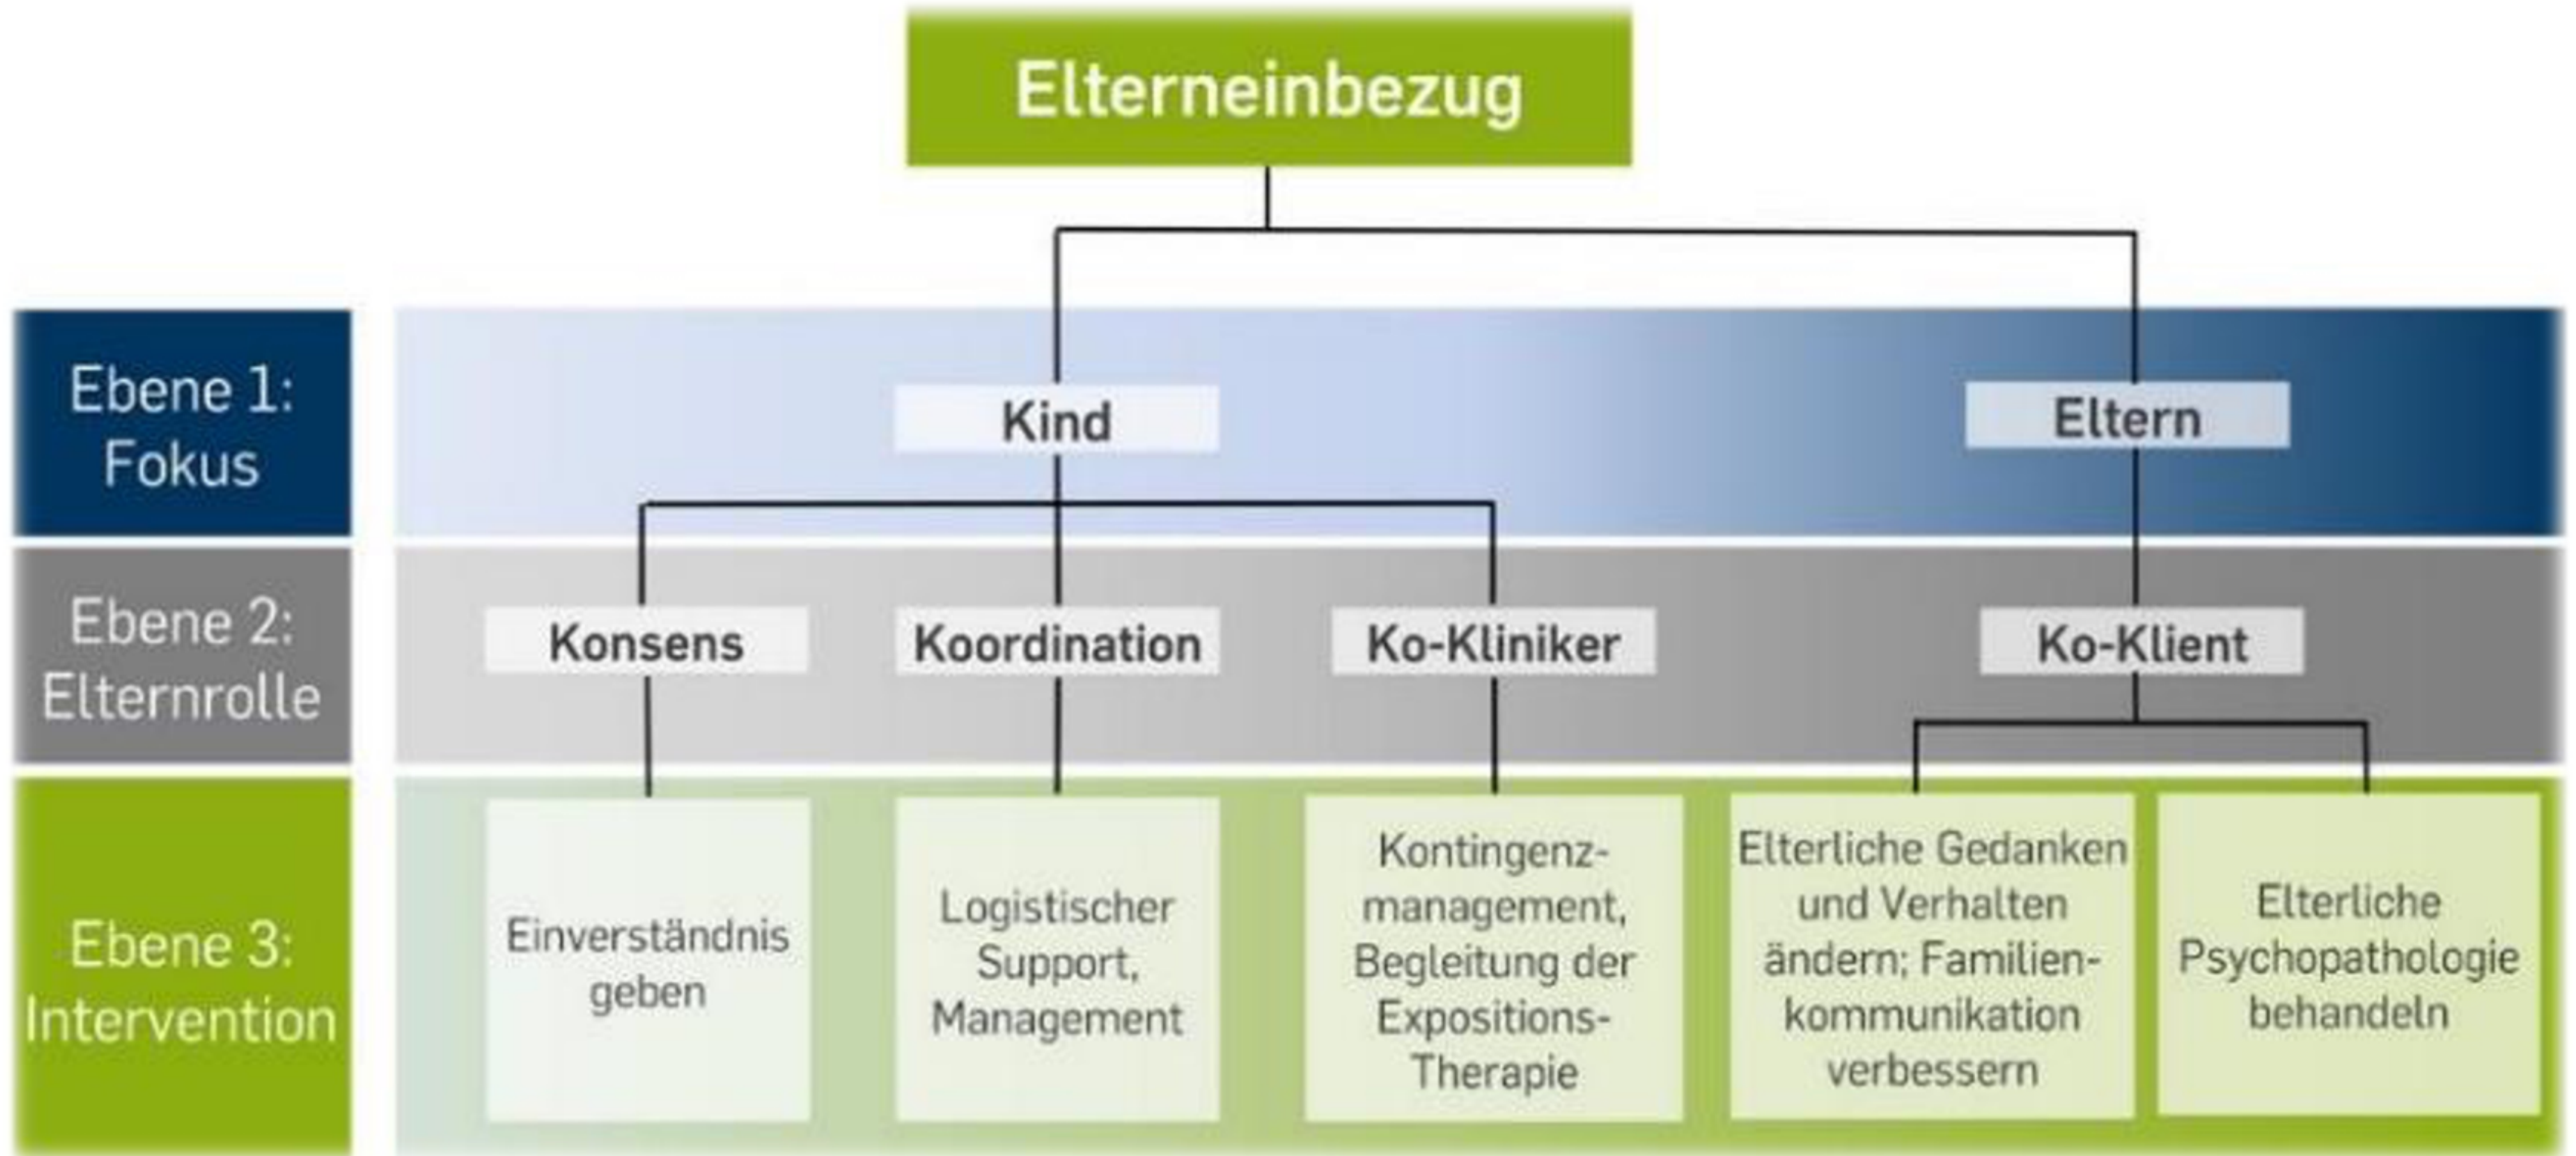 Elterneinbezug
Ebene 1:
Fokus
Kind
Eltern
Ebene 2:
Elternrolle
Konsens
Koordination
Ko-Kliniker
Ko-Klient
Ebene 3:
Intervention
Einverständnis
geben
Logistischer
Support,
Management
Kontingenz-
management,
Begleitung der
Expositions-
Therapie
Elterliche Gedanken
und Verhalten
ändern; Familien-
kommunikation
verbessern
Elterliche
Psychopathologie
behandeln